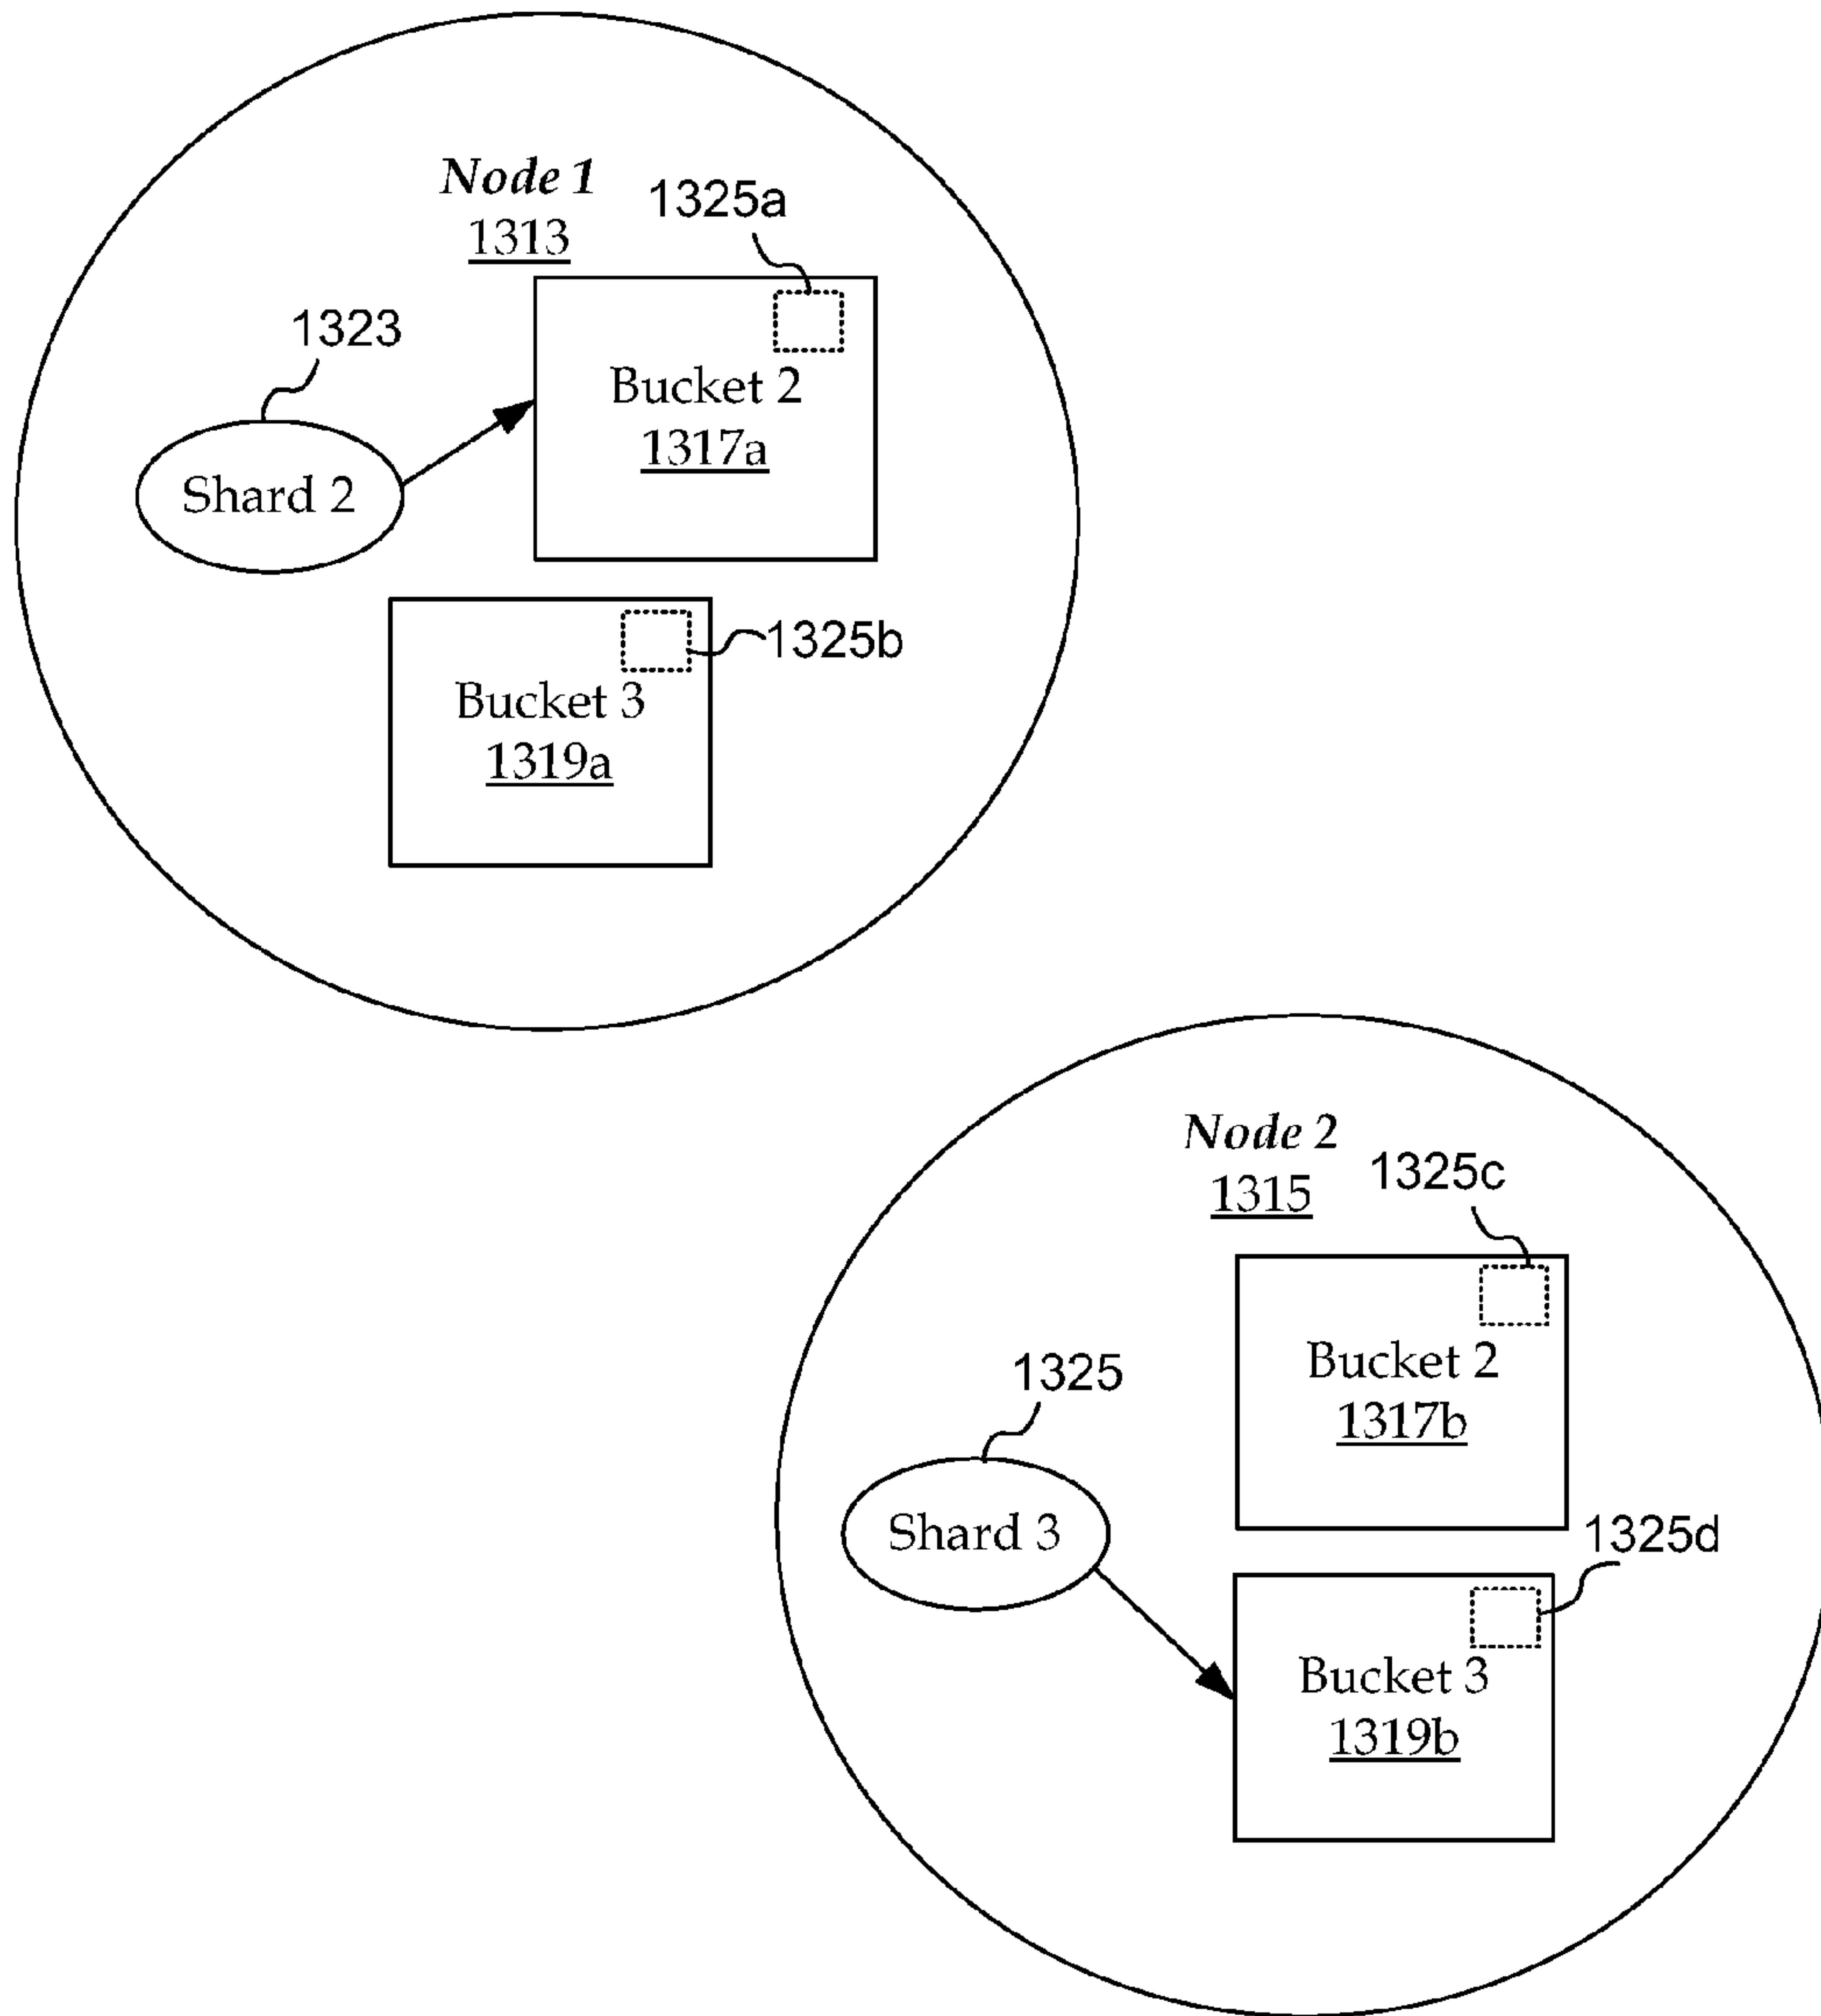 Node 1
1313
1325a
1323
Bucket 2
1317a
Shard 2
1325b
Bucket 3
1319a
Node 2
1315
1325c
1325
Bucket 2
1317b
Shard 3
1325d
Bucket 3
1319b